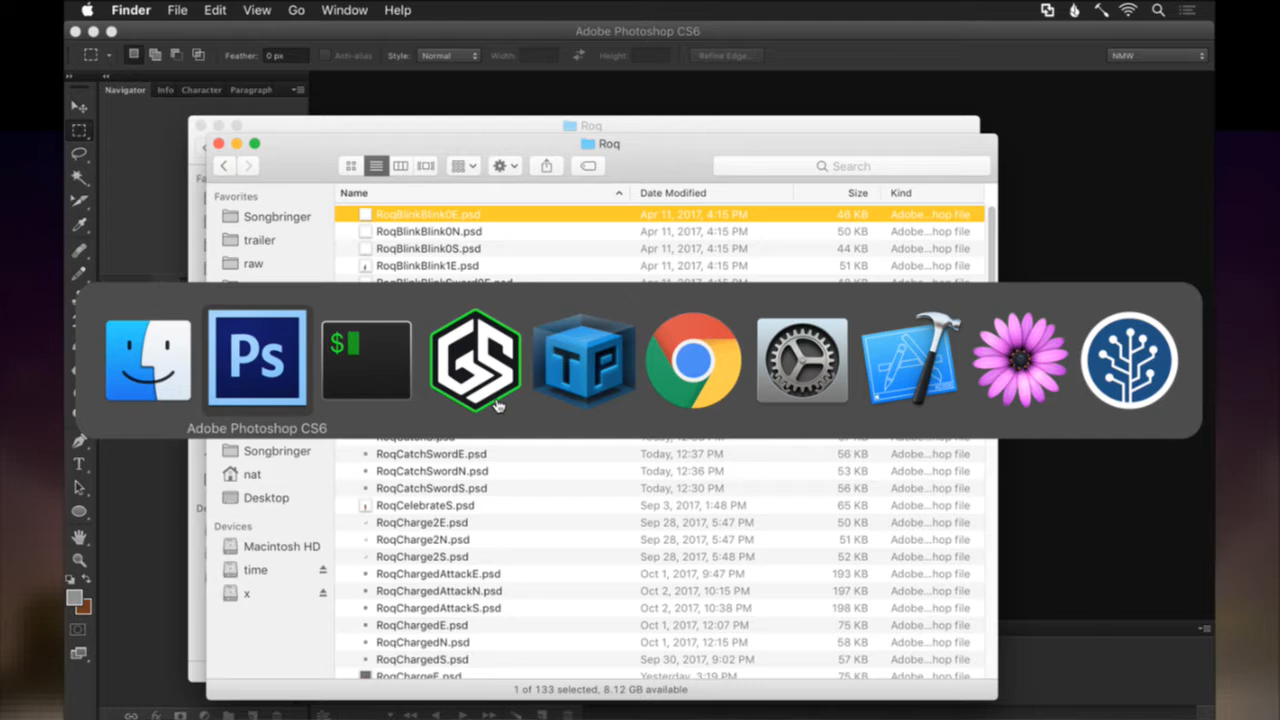 Finder File Edit View Go Window Help
Adobe Photoshop CS6
Feather: 0 px Anti-alias Style: Normal Width: Height: Refine Edge... NMW
Navigator Info Character Paragraph
Roq
Roq
Search
Favorites
Songbringer
trailer
raw
Name Date Modified Size Kind
RoqBlinkBlink0E.psd Apr 11, 2017, 4:15 PM 46 KB Adobe...hop file
RoqBlinkBlink0N.psd Apr 11, 2017, 4:15 PM 50 KB Adobe...hop file
RoqBlinkBlink0S.psd Apr 11, 2017, 4:15 PM 44 KB Adobe...hop file
RoqBlinkBlink1E.psd Apr 11, 2017, 4:15 PM 51 KB Adobe...hop file
Ps
$
GS
TP
Adobe Photoshop CS6
Songbringer
nat
Desktop
Devices
Macintosh HD
time
x
RoqCatchSwordE.psd Today, 12:37 PM 56 KB Adobe...hop file
RoqCatchSwordN.psd Today, 12:36 PM 53 KB Adobe...hop file
RoqCatchSwordS.psd Today, 12:30 PM 56 KB Adobe...hop file
RoqCelebrateS.psd Sep 3, 2017, 1:48 PM 65 KB Adobe...hop file
RoqCharge2E.psd Sep 28, 2017, 5:47 PM 50 KB Adobe...hop file
RoqCharge2N.psd Sep 28, 2017, 5:47 PM 51 KB Adobe...hop file
RoqCharge2S.psd Sep 28, 2017, 5:48 PM 52 KB Adobe...hop file
RoqChargedAttackE.psd Oct 1, 2017, 9:47 PM 193 KB Adobe...hop file
RoqChargedAttackN.psd Oct 2, 2017, 10:15 PM 197 KB Adobe...hop file
RoqChargedAttackS.psd Oct 2, 2017, 10:38 PM 198 KB Adobe...hop file
RoqChargedE.psd Oct 1, 2017, 12:07 PM 57 KB Adobe...hop file
RoqChargedN.psd Oct 1, 2017, 12:15 PM 58 KB Adobe...hop file
RoqChargedS.psd Sep 30, 2017, 9:02 PM 57 KB Adobe...hop file
RoqChargeE.psd Yesterday, 3:19 PM 75 KB Adobe...hop file
1 of 133 selected, 8.12 GB available